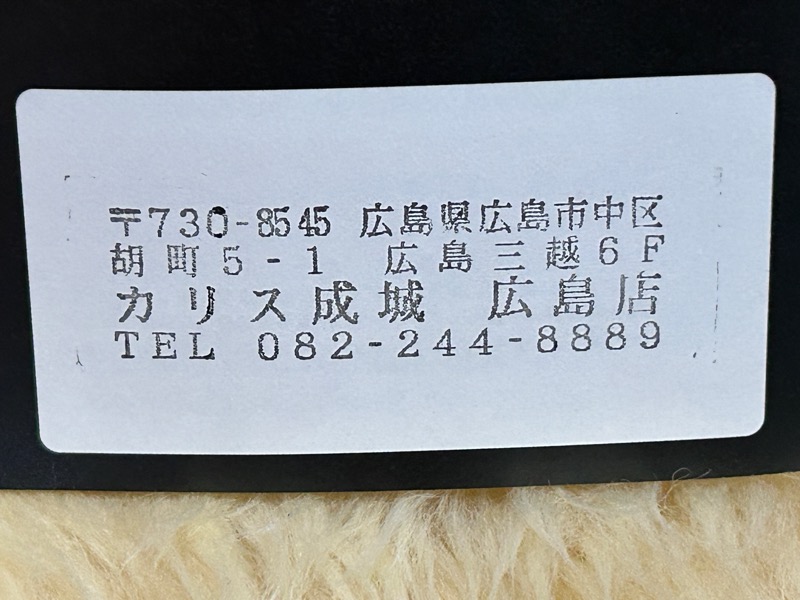 〒730-8545 広島県広島市中区
胡町5-1 広島三越6F
カリス成城 広島店
TEL 082-244-8889